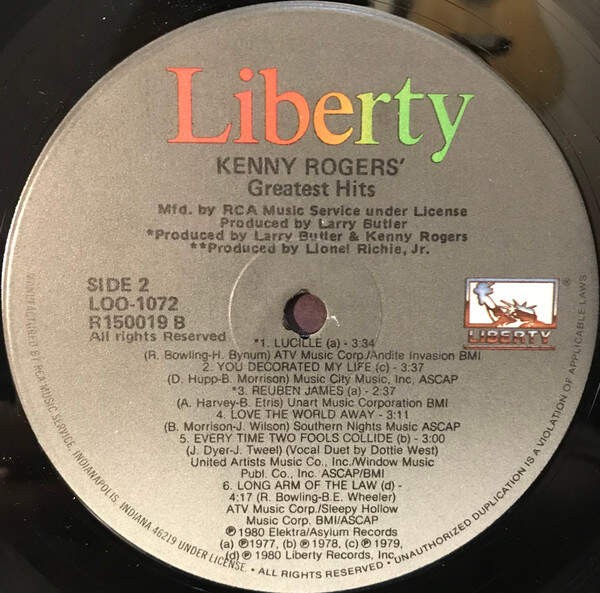 Liberty
KENNY ROGERS'
Greatest Hits
Mfd. by RCA Music Service under License
Produced by Larry Butler
*Produced by Larry Butler & Kenny Rogers
**Produced by Lionel Richie, Jr.
SIDE 2
LOO-1072
R150019 B
All rights Reserved
LIBERTY
®
*1. LUCILLE (a) - 3:34
(R. Bowling-H. Bynum) ATV Music Corp./Andite Invasion BMI
2. YOU DECORATED MY LIFE (c) - 3:37
(D. Hupp-B. Morrison) Music City Music, Inc, ASCAP
*3. REUBEN JAMES (a) - 2:37
(A. Harvey-B. Etris) Unart Music Corporation BMI
4. LOVE THE WORLD AWAY - 3:11
(B. Morrison-J. Wilson) Southern Nights Music ASCAP
5. EVERY TIME TWO FOOLS COLLIDE (b) - 3:00
(J. Dyer-J. Tweel) (Vocal Duet by Dottie West)
United Artists Music Co., Inc./Window Music
Publ. Co., Inc. ASCAP/BMI
6. LONG ARM OF THE LAW (d) -
4:17 (R. Bowling-B.E. Wheeler)
ATV Music Corp./Sleepy Hollow
Music Corp. BMI/ASCAP
℗ 1980 Elektra/Asylum Records
(a) ℗ 1977, (b) ℗ 1978, (c) ℗ 1979,
(d) ℗ 1980 Liberty Records, Inc.
MANUFACTURED BY RCA MUSIC SERVICE, INDIANAPOLIS, INDIANA 46219 UNDER LICENSE. • ALL RIGHTS RESERVED • UNAUTHORIZED DUPLICATION IS A VIOLATION OF APPLICABLE LAWS